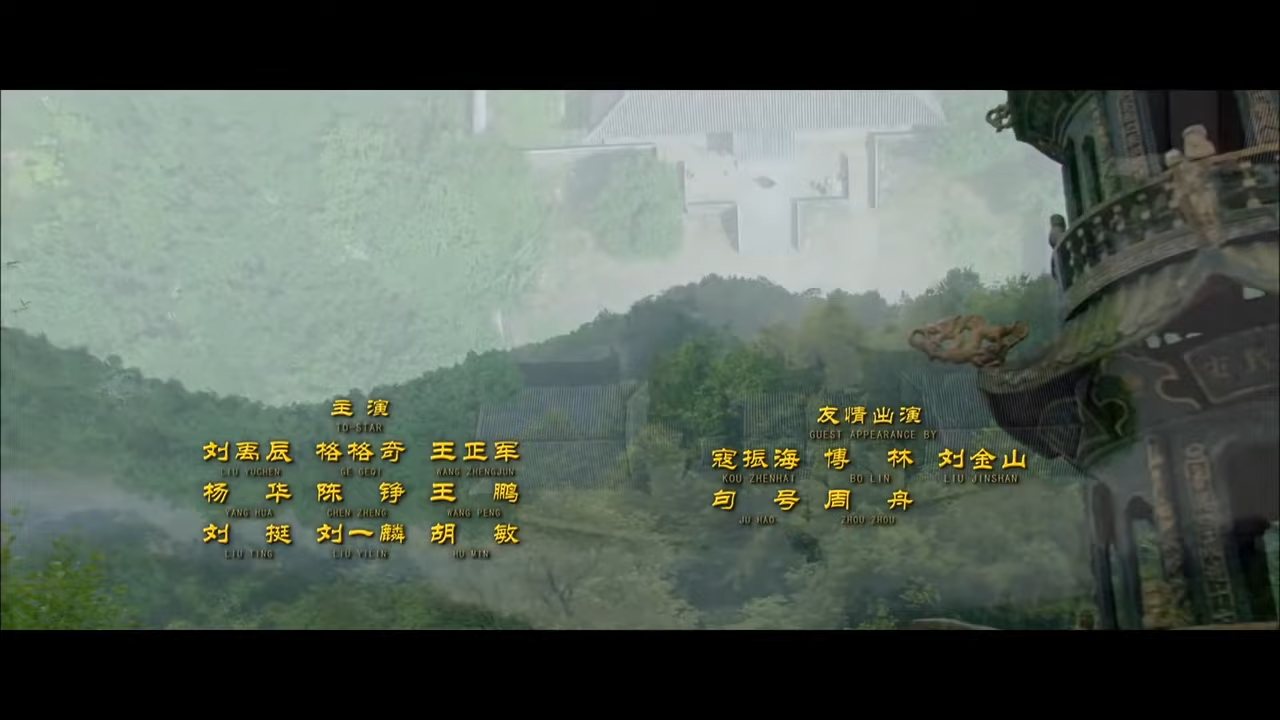 主演
TO-STAR
刘禹辰 格格奇 王正军
LIU YUCHEN GE GEQI WANG ZHENGJUN
杨华 陈铮 王鹏
YANG HUA CHEN ZHENG WANG PENG
刘挺 刘一麟 胡敏
LIU TING LIU YILIN HU MIN
友情出演
GUEST APPEARANCE BY
寇振海 博林 刘金山
KOU ZHENHAI BO LIN LIU JINSHAN
句号 周舟
JU HAO ZHOU ZHOU